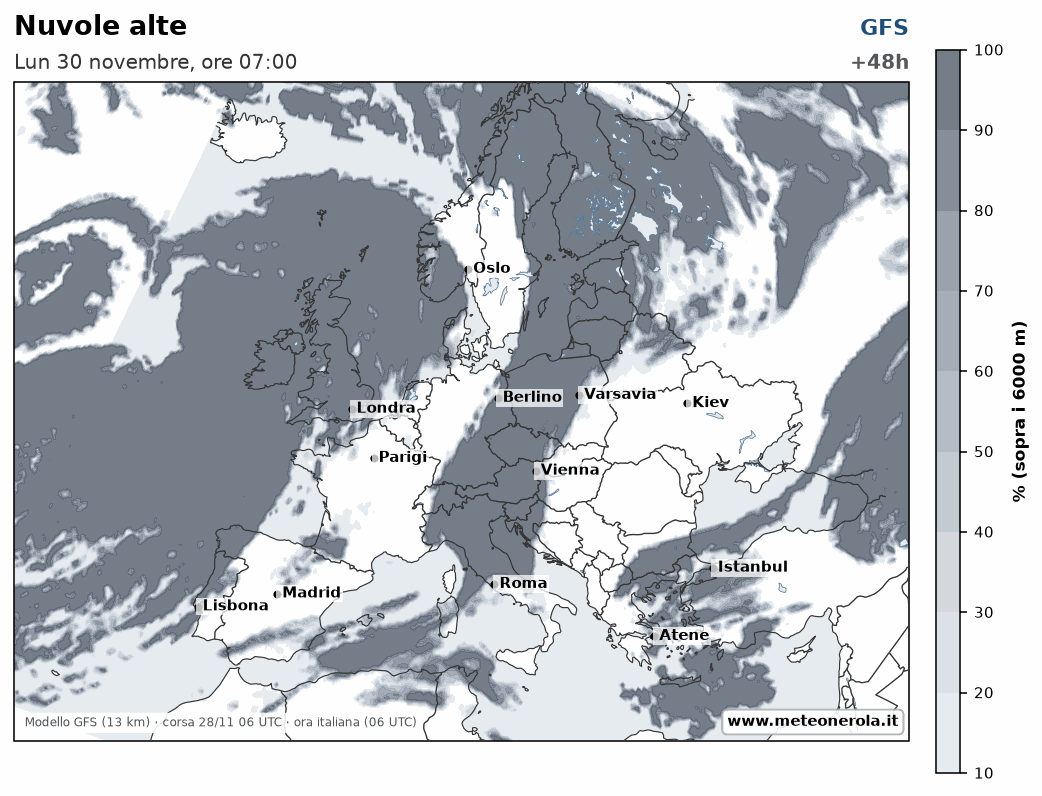 Nuvole alte
GFS
Lun 30 novembre, ore 07:00
+48h
Oslo
Londra
Berlino
Varsavia
Kiev
Parigi
Vienna
Istanbul
Roma
Madrid
Lisbona
Atene
Modello GFS (13 km) · corsa 28/11 06 UTC · ora italiana (06 UTC)
www.meteonerola.it
100
90
80
70
60
50
40
30
20
10
% (sopra i 6000 m)